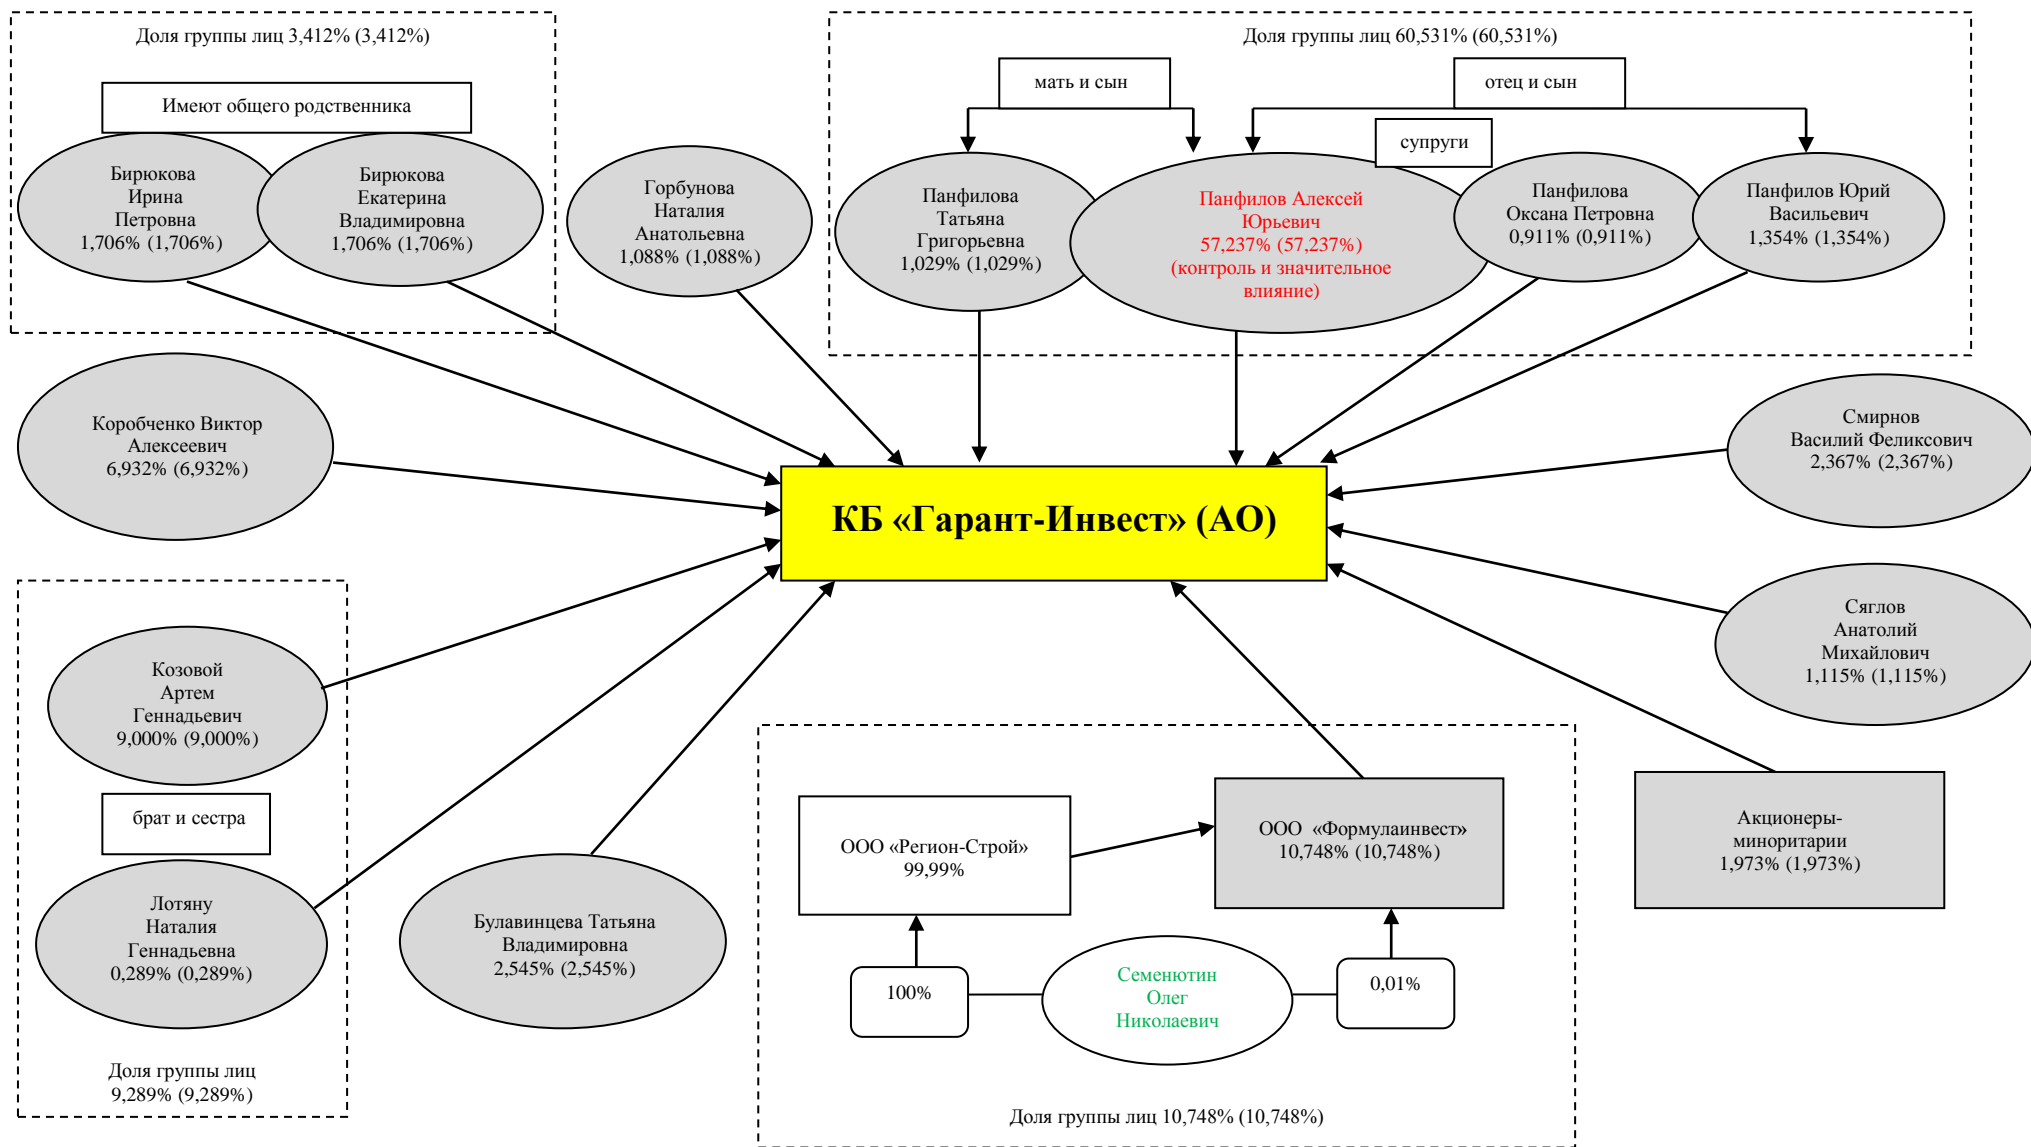 Доля группы лиц 3,412% (3,412%)
Имеют общего родственника
Бирюкова
Ирина
Петровна
1,706% (1,706%)
Бирюкова
Екатерина
Владимировна
1,706% (1,706%)
Горбунова
Наталия
Анатольевна
1,088% (1,088%)
Доля группы лиц 60,531% (60,531%)
мать и сын
отец и сын
супруги
Панфилова
Татьяна
Григорьевна
1,029% (1,029%)
Панфилов Алексей
Юрьевич
57,237% (57,237%)
(контроль и значительное
влияние)
Панфилова
Оксана Петровна
0,911% (0,911%)
Панфилов Юрий
Васильевич
1,354% (1,354%)
Коробченко Виктор
Алексеевич
6,932% (6,932%)
КБ «Гарант-Инвест» (АО)
Смирнов
Василий Феликсович
2,367% (2,367%)
Сяглов
Анатолий
Михайлович
1,115% (1,115%)
Козовой
Артем
Геннадьевич
9,000% (9,000%)
брат и сестра
Лотяну
Наталия
Геннадьевна
0,289% (0,289%)
Доля группы лиц
9,289% (9,289%)
Булавинцева Татьяна
Владимировна
2,545% (2,545%)
ООО «Регион-Строй»
99,99%
ООО «Формулаинвест»
10,748% (10,748%)
100%
Семенютин
Олег
Николаевич
0,01%
Доля группы лиц 10,748% (10,748%)
Акционеры-
миноритарии
1,973% (1,973%)